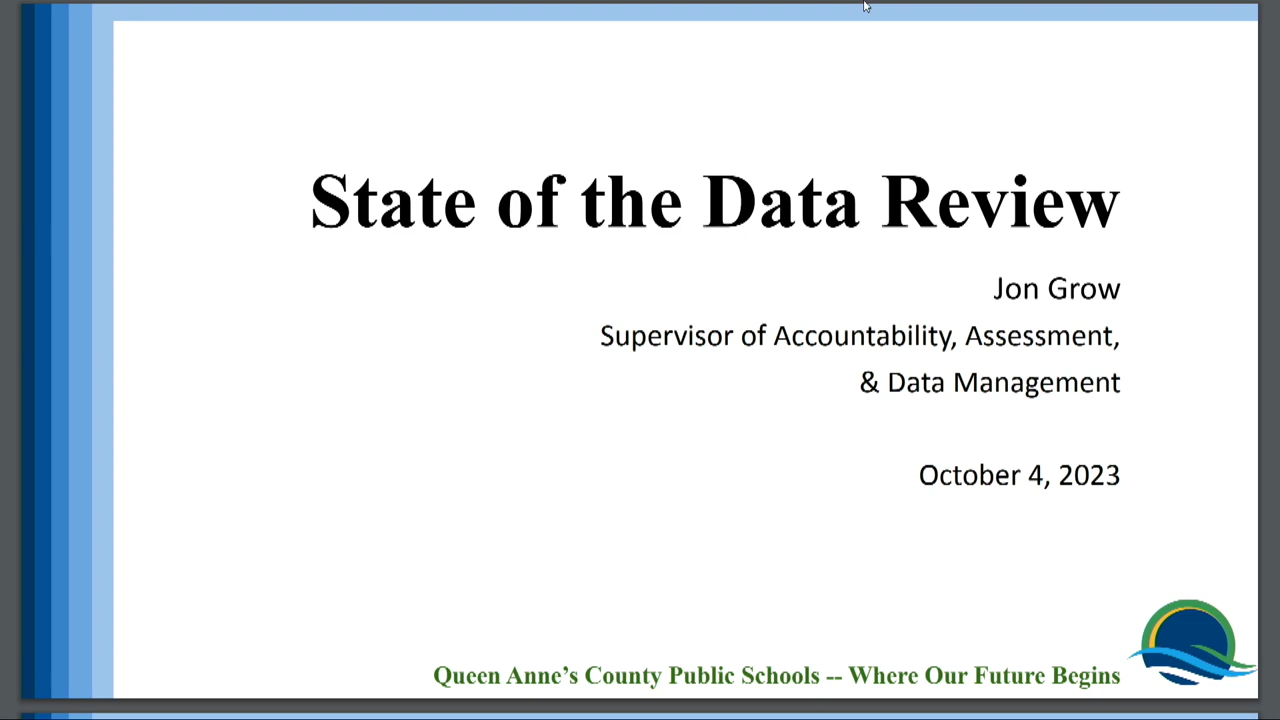 State of the Data Review
Jon Grow
Supervisor of Accountability, Assessment,
& Data Management
October 4, 2023
Queen Anne’s County Public Schools -- Where Our Future Begins